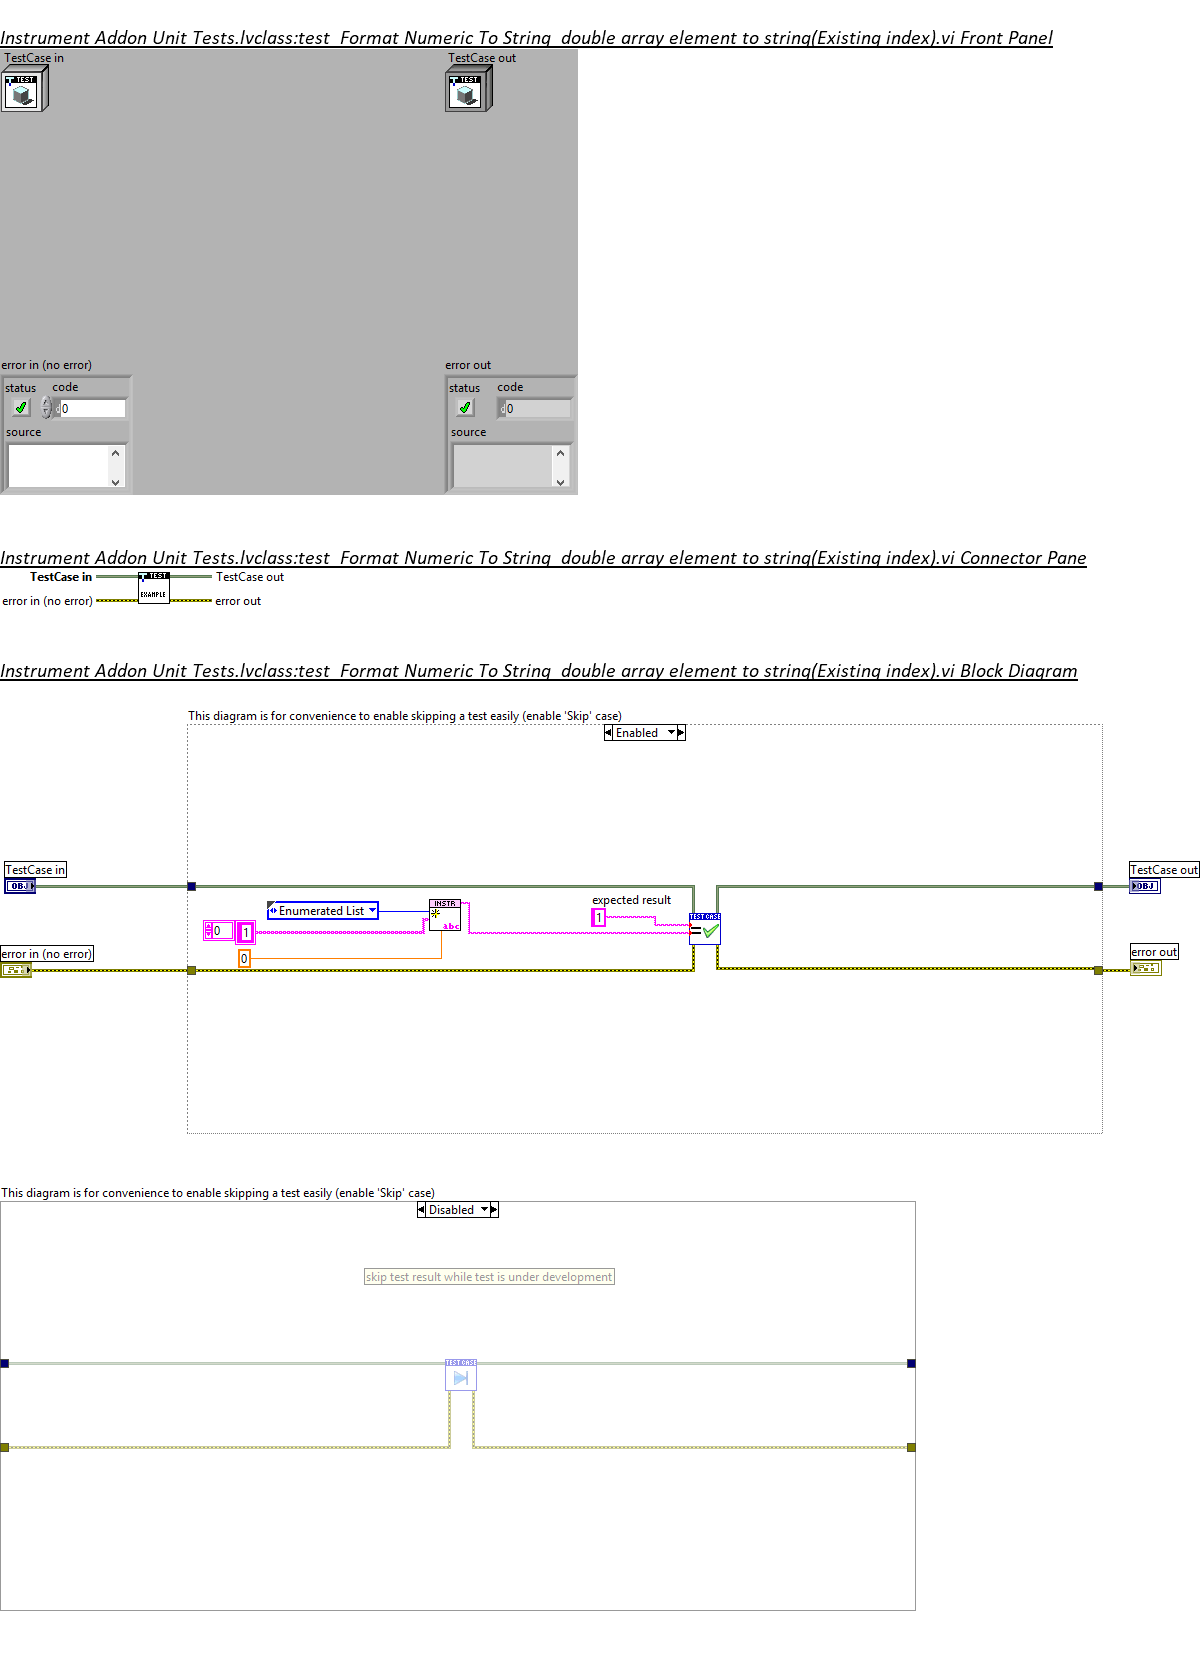 Instrument Addon Unit Tests.lvclass:test_Format Numeric To String_double array element to string(Existing index).vi Front Panel
TestCase in
TestCase out
TEST
TEST
error in (no error)
error out
status
code
status
code
0
0
source
source
Instrument Addon Unit Tests.lvclass:test_Format Numeric To String_double array element to string(Existing index).vi Connector Pane
TestCase in
TEST
TestCase out
EXAMPLE
error in (no error)
error out
Instrument Addon Unit Tests.lvclass:test_Format Numeric To String_double array element to string(Existing index).vi Block Diagram
This diagram is for convenience to enable skipping a test easily (enable 'Skip' case)
Enabled
TestCase in
TestCase out
OBJ
OBJ
Enumerated List
INSTR
abc
expected result
1
TEST CASE
0
1
error in (no error)
error out
0
This diagram is for convenience to enable skipping a test easily (enable 'Skip' case)
Disabled
skip test result while test is under development
TEST CASE